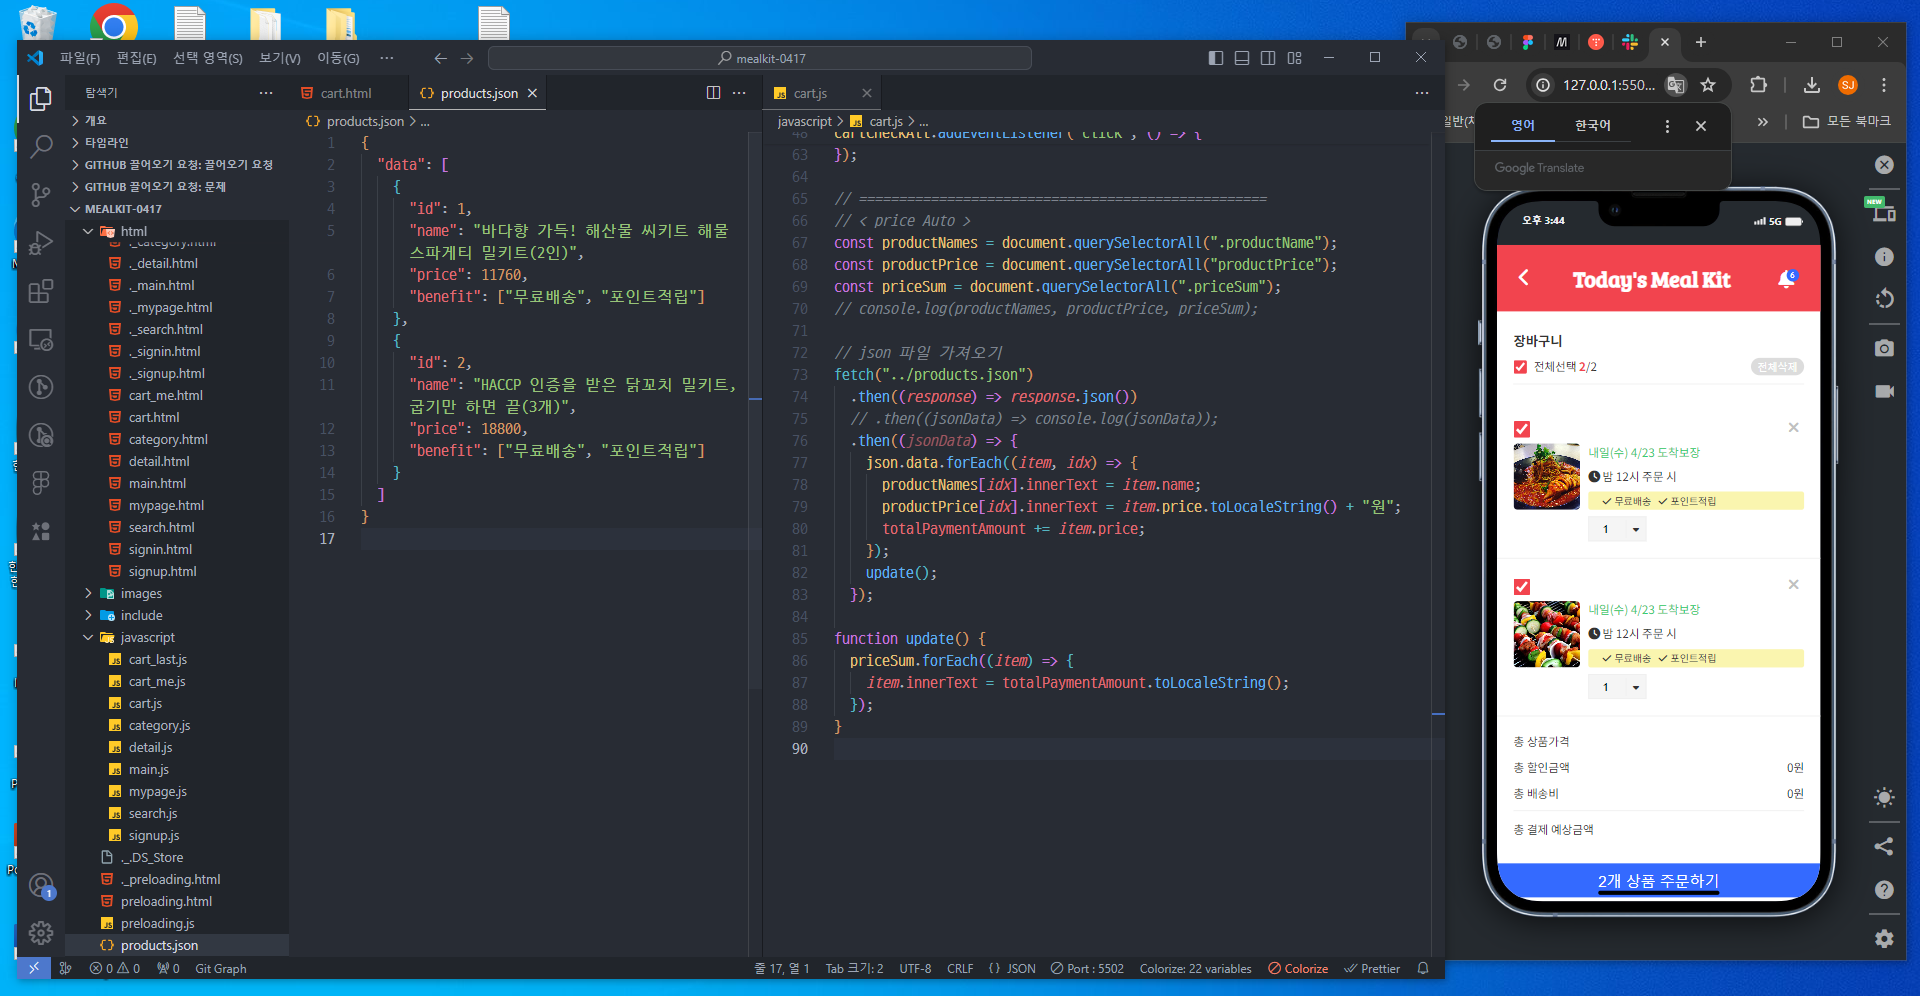 파일(F) 편집(E) 선택 영역(S) 보기(V) 이동(G) ···
mealkit-0417
탐색기
개요
타임라인
GITHUB 끌어오기 요청: 끌어오기 요청
GITHUB 끌어오기 요청: 문제
MEALKIT-0417
html
._category.html
._detail.html
._main.html
._mypage.html
._search.html
._signin.html
._signup.html
cart_me.html
cart.html
category.html
detail.html
main.html
mypage.html
search.html
signin.html
signup.html
images
include
javascript
cart_last.js
cart_me.js
cart.js
category.js
detail.js
main.js
mypage.js
search.js
signup.js
._.DS_Store
._preloading.html
preloading.html
preloading.js
products.json
cart.html
products.json
products.json > ...
1 {
2 "data": [
3 {
4 "id": 1,
5 "name": "바다향 가득! 해산물 씨키트 해물
스파게티 밀키트(2인)",
6 "price": 11760,
7 "benefit": ["무료배송", "포인트적립"]
8 },
9 {
10 "id": 2,
11 "name": "HACCP 인증을 받은 닭꼬치 밀키트,
굽기만 하면 끝(3개)",
12 "price": 18800,
13 "benefit": ["무료배송", "포인트적립"]
14 }
15 ]
16 }
17
cart.js
javascript > cart.js > ...
48 cartCheckAll.addEventListener("click", () => {
63 });
64
65 // ===================================================
66 // < price Auto >
67 const productNames = document.querySelectorAll(".productName");
68 const productPrice = document.querySelectorAll("productPrice");
69 const priceSum = document.querySelectorAll(".priceSum");
70 // console.log(productNames, productPrice, priceSum);
71
72 // json 파일 가져오기
73 fetch("../products.json")
74 .then((response) => response.json())
75 // .then((jsonData) => console.log(jsonData));
76 .then((jsonData) => {
77 json.data.forEach((item, idx) => {
78 productNames[idx].innerText = item.name;
79 productPrice[idx].innerText = item.price.toLocaleString() + "원";
80 totalPaymentAmount += item.price;
81 });
82 update();
83 });
84
85 function update() {
86 priceSum.forEach((item) => {
87 item.innerText = totalPaymentAmount.toLocaleString();
88 });
89 }
90
0 0 0 Git Graph
줄 17, 열 1 Tab 크기: 2 UTF-8 CRLF {} JSON Port : 5502 Colorize: 22 variables Colorize Prettier
127.0.0.1:550...
SJ
모든 북마크
영어 한국어
Google Translate
NEW
오후 3:44
5G
Today's Meal Kit
6
장바구니
전체선택 2/2
전체삭제
내일(수) 4/23 도착보장
밤 12시 주문 시
무료배송 포인트적립
1
내일(수) 4/23 도착보장
밤 12시 주문 시
무료배송 포인트적립
1
총 상품가격
총 할인금액 0원
총 배송비 0원
총 결제 예상금액
2개 상품 주문하기